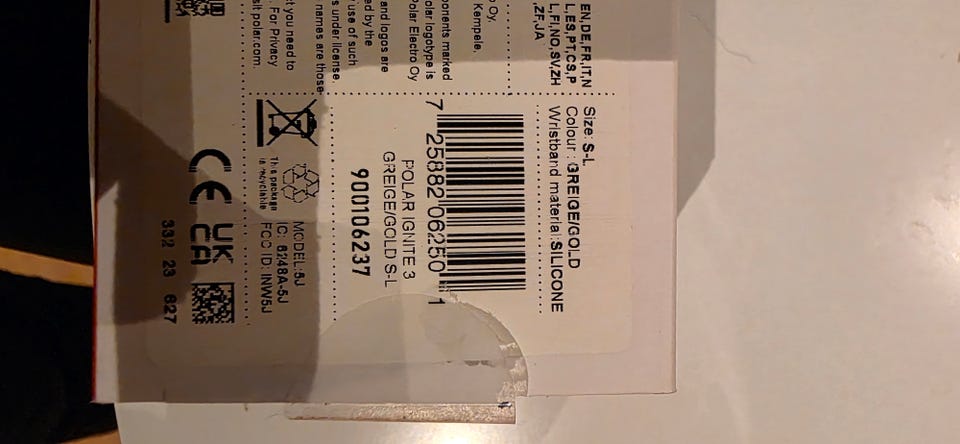 EN,DE,FR,IT,N
L,ES,PT,CS,P
L,FI,NO,SV,ZH
,ZF,JA
Oy,
Kempele,
ponents marked
olar logotype is
Polar Electro Oy
and logos are
ed by the
use of such
s under license.
names are those
t you need to
. For Privacy
sit polar.com.
Size: S-L
Colour : GREIGE/GOLD
Wristband material: SILICONE
7 25882 06250 1
POLAR IGNITE 3
GREIGE/GOLD S-L
900106237
This package
is recyclable
MODEL: 5J
IC: 6248A-5J
FCC ID: INW5J
CE UK
CA
332 23 627